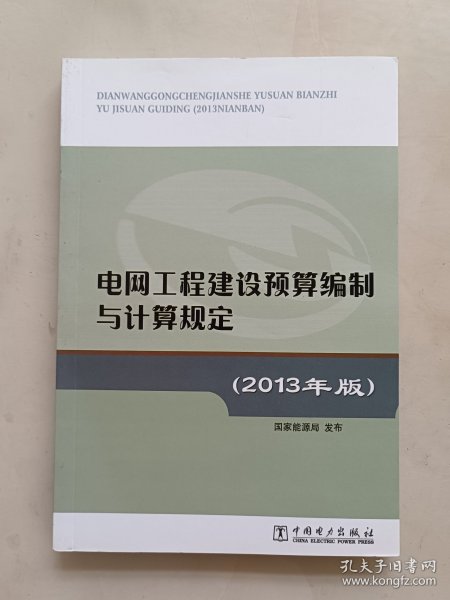 DIANWANGGONGCHENGJIANSHE YUSUAN BIANZHI
YU JISUAN GUIDING (2013NIANBAN)
电网工程建设预算编制
与计算规定
(2013年版)
国家能源局 发布
中国电力出版社
CHINA ELECTRIC POWER PRESS
孔夫子旧书网
www.kongfz.com